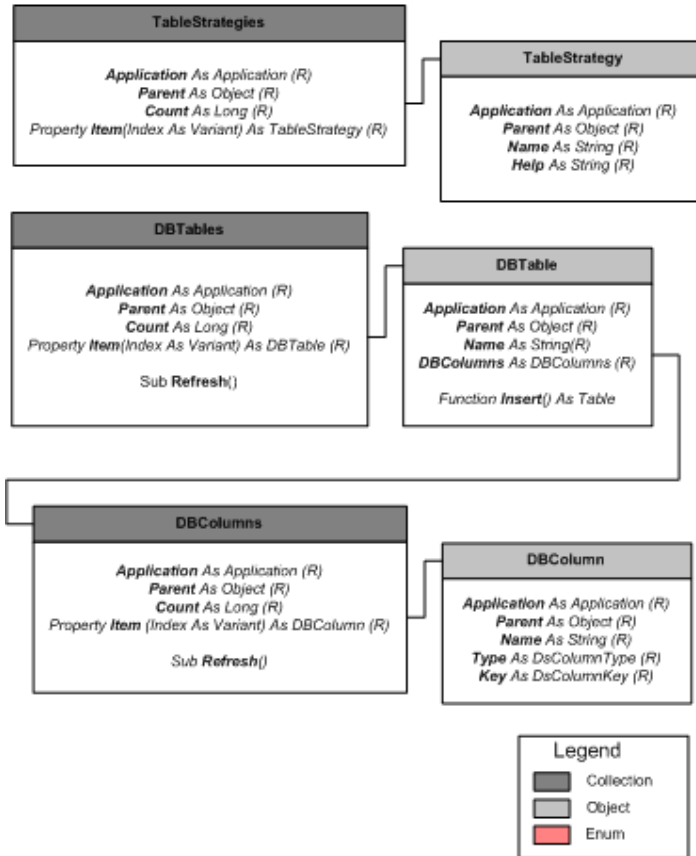 TableStrategies
Application As Application (R)
Parent As Object (R)
Count As Long (R)
Property Item(Index As Variant) As TableStrategy (R)
TableStrategy
Application As Application (R)
Parent As Object (R)
Name As String (R)
Help As String (R)
DBTables
Application As Application (R)
Parent As Object (R)
Count As Long (R)
Property Item(Index As Variant) As DBTable (R)
Sub Refresh()
DBTable
Application As Application (R)
Parent As Object (R)
Name As String(R)
DBColumns As DBColumns (R)
Function Insert() As Table
DBColumns
Application As Application (R)
Parent As Object (R)
Count As Long (R)
Property Item (Index As Variant) As DBColumn (R)
Sub Refresh()
DBColumn
Application As Application (R)
Parent As Object (R)
Name As String (R)
Type As DsColumnType (R)
Key As DsColumnKey (R)
Legend
Collection
Object
Enum